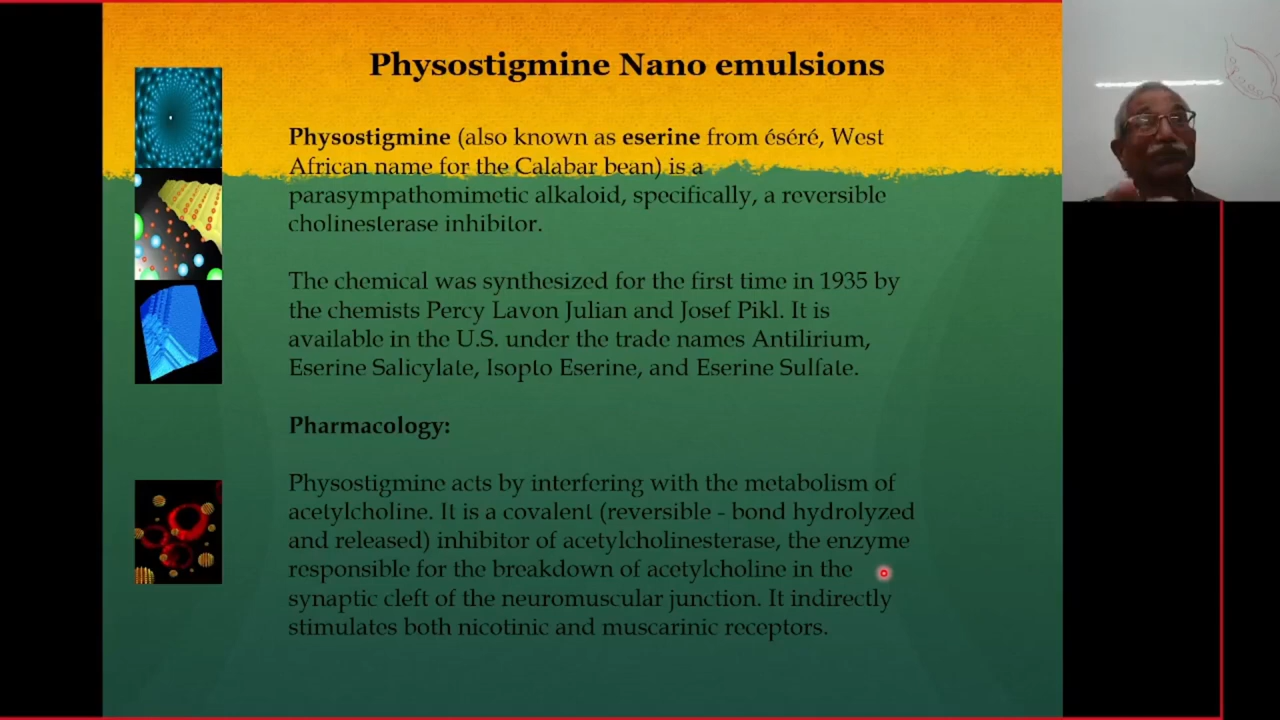 Physostigmine Nano emulsions
Physostigmine (also known as eserine from éséré, West
African name for the Calabar bean) is a
parasympathomimetic alkaloid, specifically, a reversible
cholinesterase inhibitor.
The chemical was synthesized for the first time in 1935 by
the chemists Percy Lavon Julian and Josef Pikl. It is
available in the U.S. under the trade names Antilirium,
Eserine Salicylate, Isopto Eserine, and Eserine Sulfate.
Pharmacology:
Physostigmine acts by interfering with the metabolism of
acetylcholine. It is a covalent (reversible - bond hydrolyzed
and released) inhibitor of acetylcholinesterase, the enzyme
responsible for the breakdown of acetylcholine in the
synaptic cleft of the neuromuscular junction. It indirectly
stimulates both nicotinic and muscarinic receptors.